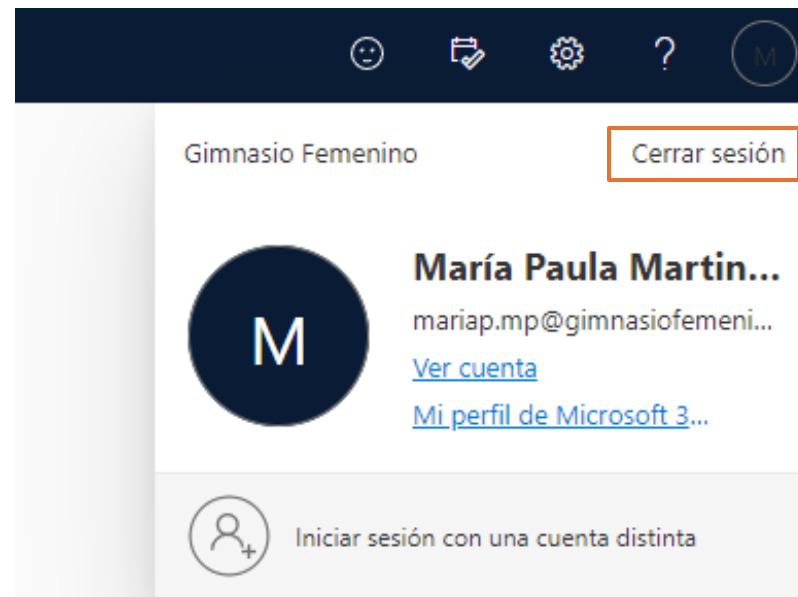 ?
M
Gimnasio Femenino
Cerrar sesión
María Paula Martin...
mariap.mp@gimnasiofemeni...
M
Ver cuenta
Mi perfil de Microsoft 3...
Iniciar sesión con una cuenta distinta